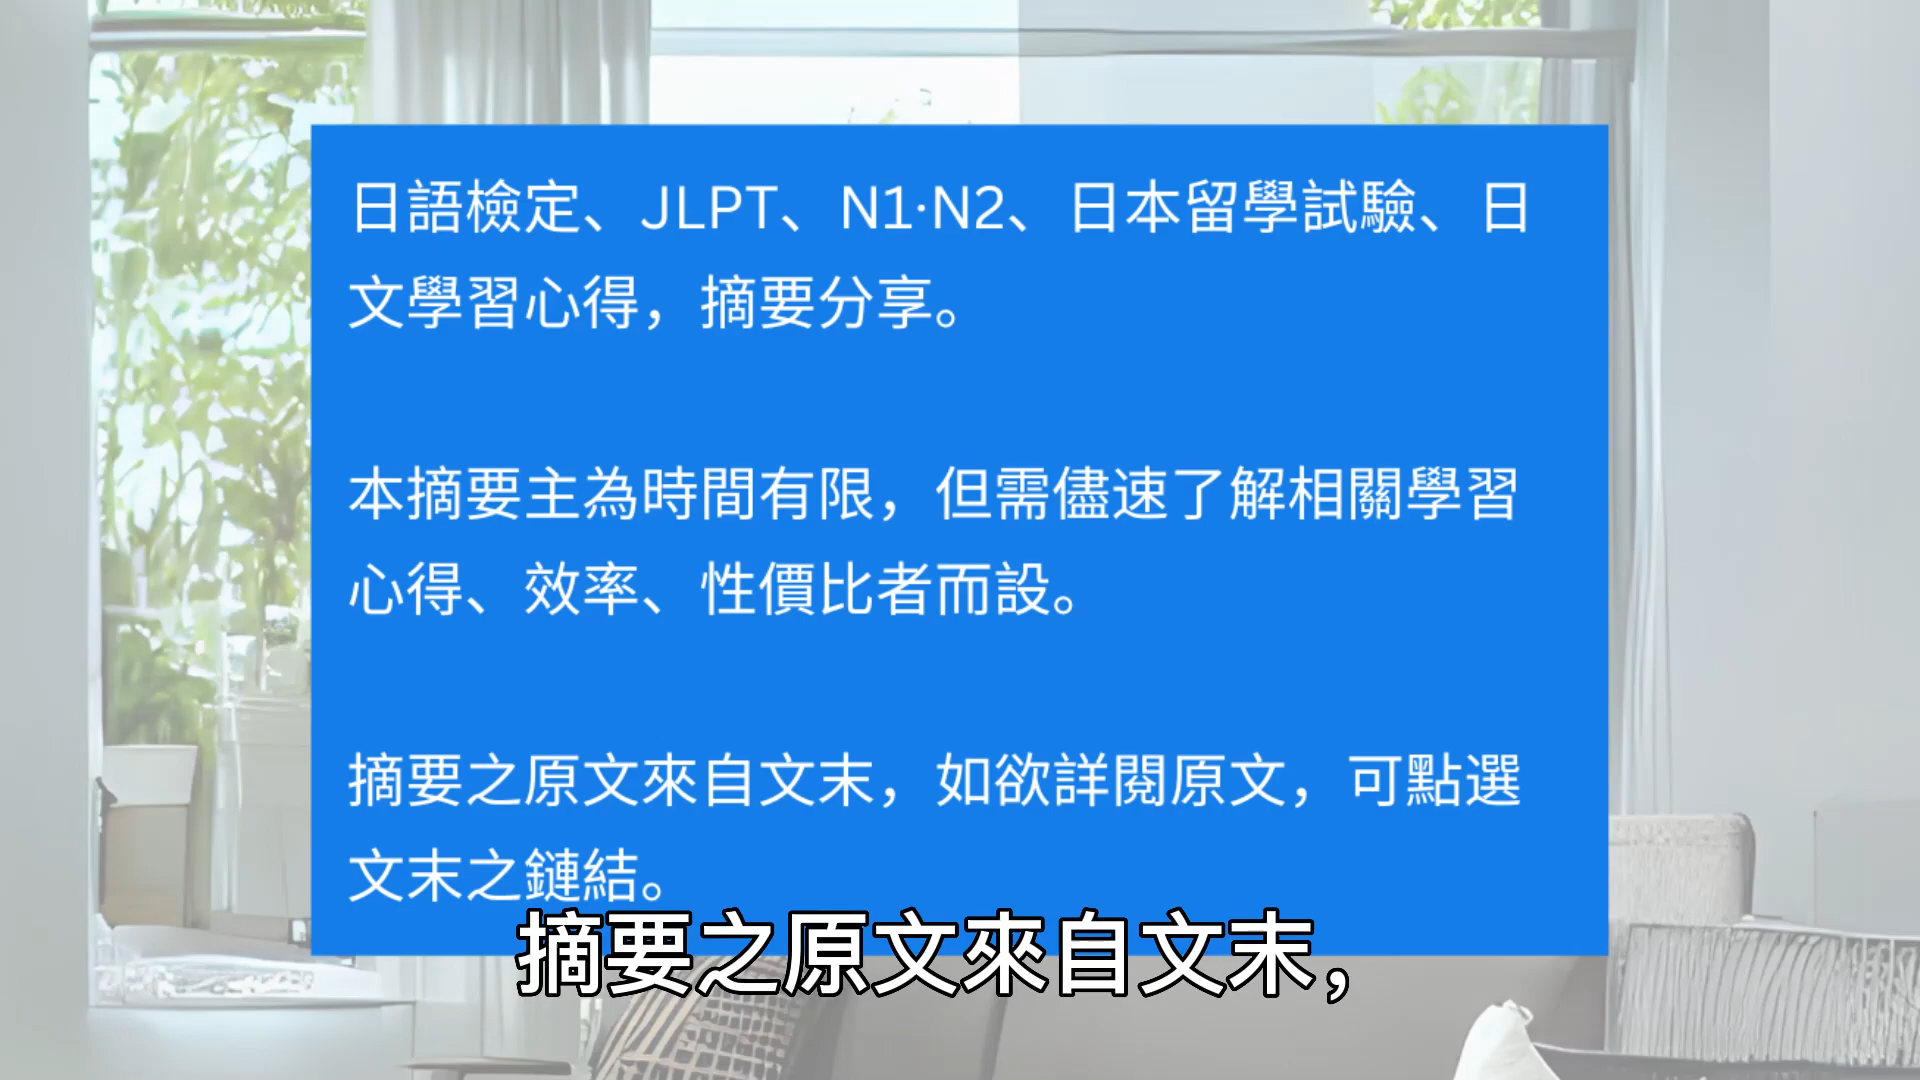 日語檢定、JLPT、N1·N2、日本留學試驗、日
文學習心得，摘要分享。
本摘要主為時間有限，但需儘速了解相關學習
心得、效率、性價比者而設。
摘要之原文來自文末，如欲詳閱原文，可點選
文末之鏈結。
摘要之原文來自文末，